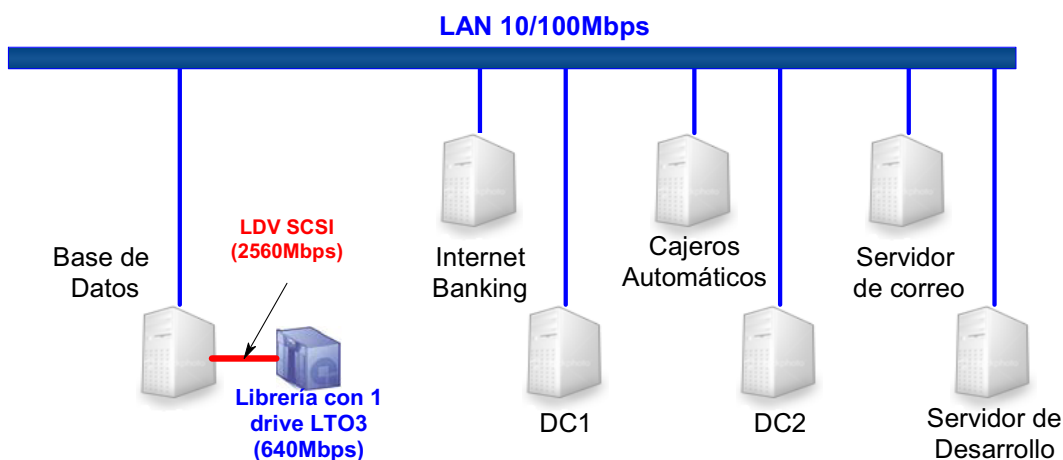 LAN 10/100Mbps
LDV SCSI
(2560Mbps)
Base de
Datos
Internet
Banking
Cajeros
Automáticos
Servidor
de correo
Librería con 1
drive LTO3
(640Mbps)
DC1
DC2
Servidor de
Desarrollo